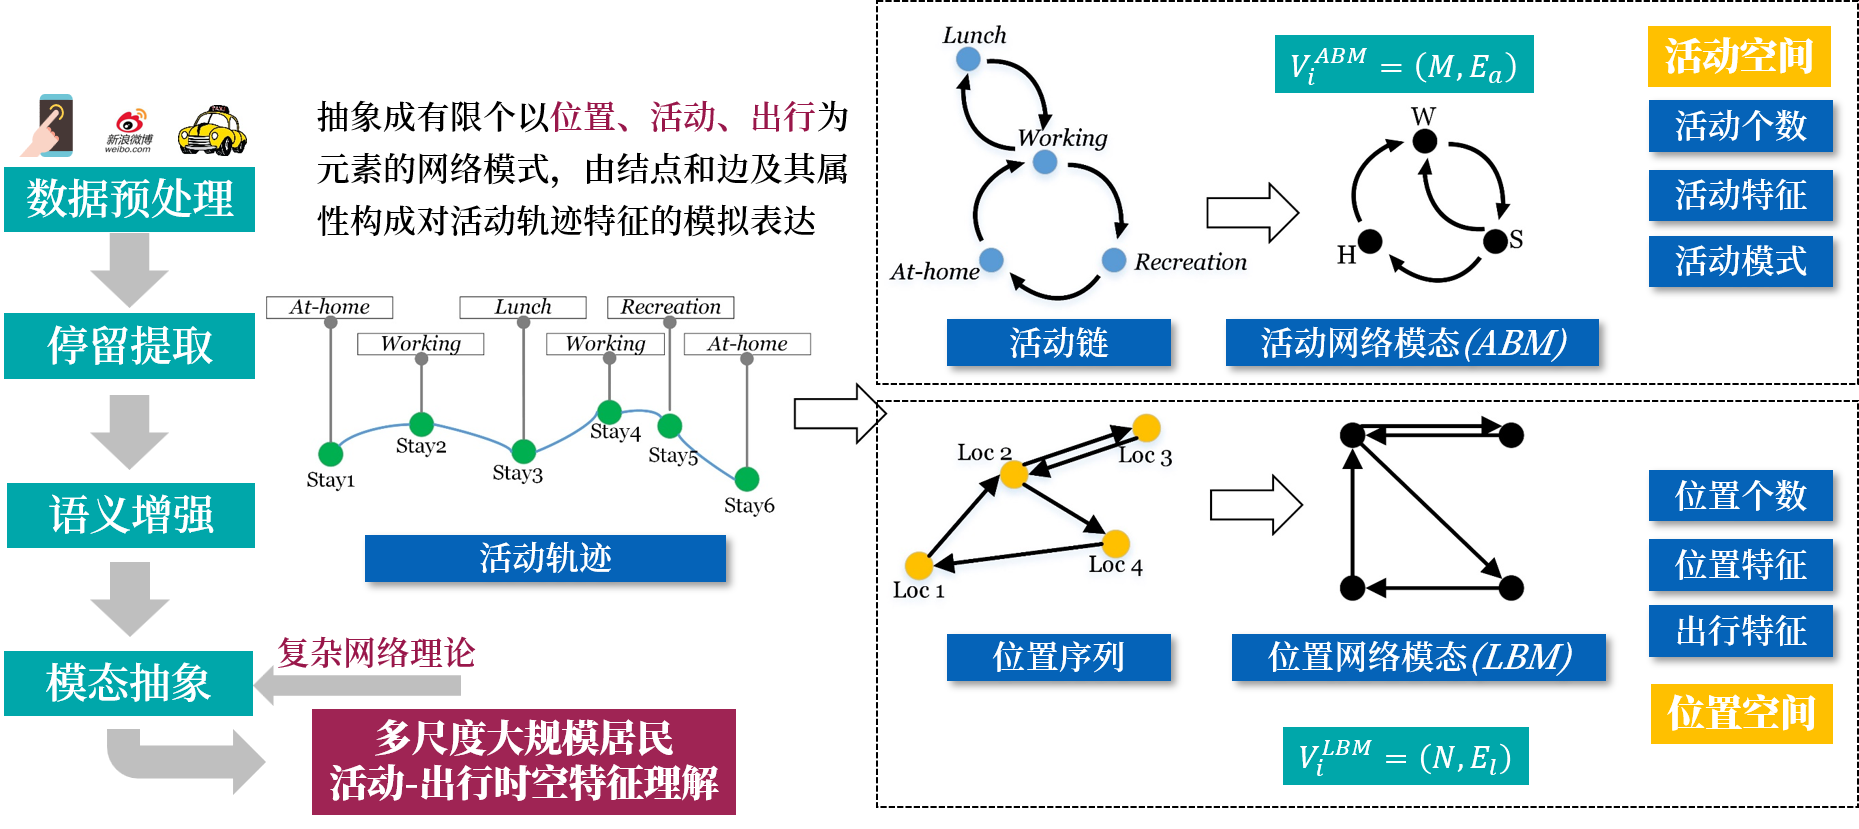 新浪微博
weibo.com
TAXI
数据预处理
停留提取
语义增强
模态抽象
复杂网络理论
多尺度大规模居民
活动-出行时空特征理解
抽象成有限个以位置、活动、出行为
元素的网络模式，由结点和边及其属
性构成对活动轨迹特征的模拟表达
At-home
Lunch
Recreation
Working
Working
At-home
Stay1
Stay2
Stay3
Stay4
Stay5
Stay6
活动轨迹
Lunch
Working
At-home
Recreation
活动链
V_i^{ABM} = (M, E_a)
W
H
S
活动网络模态(ABM)
活动空间
活动个数
活动特征
活动模式
Loc 2
Loc 3
Loc 4
Loc 1
位置序列
位置网络模态(LBM)
V_i^{LBM} = (N, E_l)
位置个数
位置特征
出行特征
位置空间